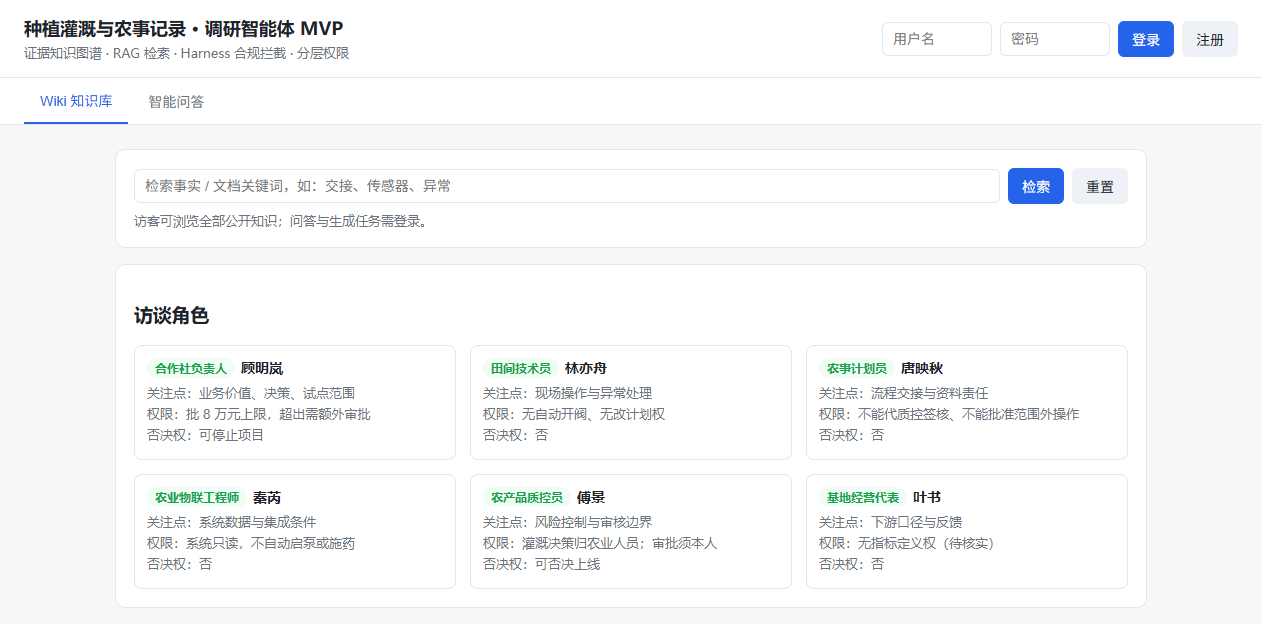 种植灌溉与农事记录 · 调研智能体 MVP
证据知识图谱 · RAG 检索 · Harness 合规拦截 · 分层权限
用户名
密码
登录
注册
Wiki 知识库
智能问答
检索事实 / 文档关键词，如：交接、传感器、异常
检索
重置
访客可浏览全部公开知识；问答与生成任务需登录。
访谈角色
合作社负责人 顾明岚
关注点：业务价值、决策、试点范围
权限：批 8 万元上限，超出需额外审批
否决权：可停止项目
田间技术员 林亦舟
关注点：现场操作与异常处理
权限：无自动开阀、无改计划权
否决权：否
农事计划员 唐映秋
关注点：流程交接与资料责任
权限：不能代质控签核、不能批准范围外操作
否决权：否
农业物联工程师 秦芮
关注点：系统数据与集成条件
权限：系统只读，不自动启泵或施药
否决权：否
农产品质控员 傅景
关注点：风险控制与审核边界
权限：灌溉决策归农业人员；审批须本人
否决权：可否决上线
基地经营代表 叶书
关注点：下游口径与反馈
权限：无指标定义权（待核实）
否决权：否